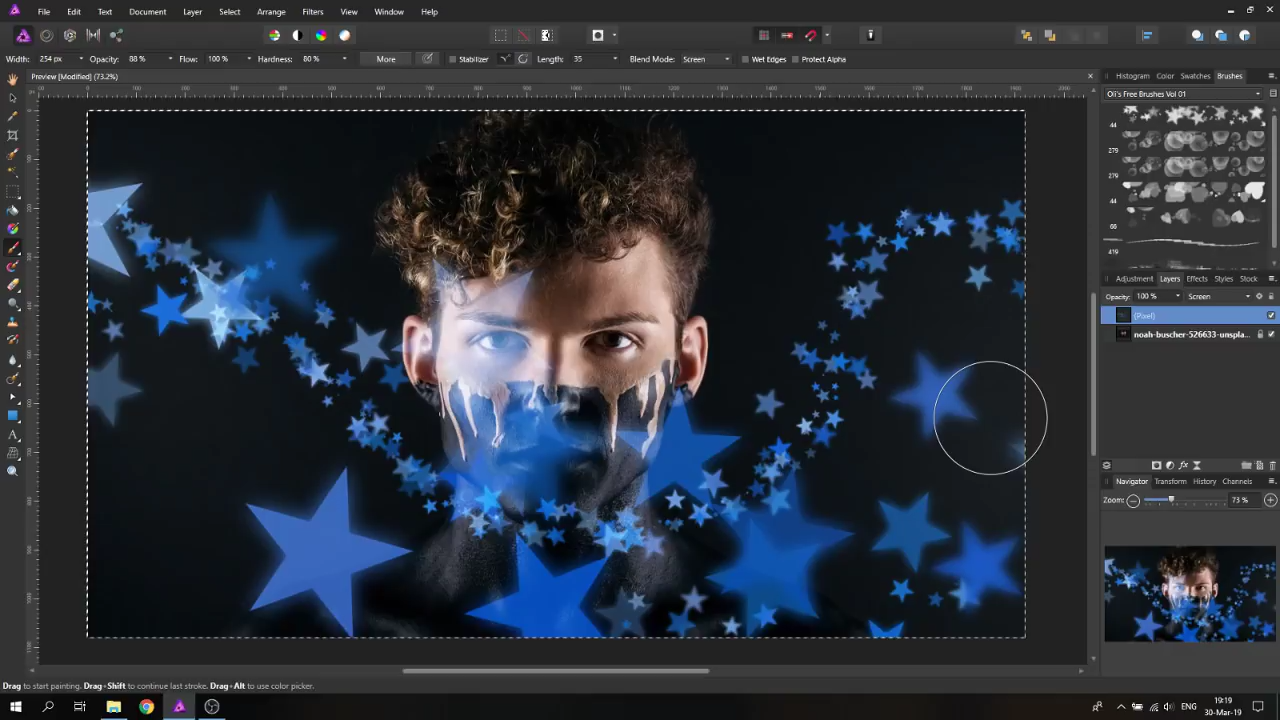 File Edit Text Document Layer Select Arrange Filters View Window Help
Width: 234 px Opacity: 88 % Flow: 100 % Hardness: 80 % More Stabilizer Length: 35 Blend Mode: Screen Wet Edges Protect Alpha
Preview [Modified] (73.2%)
Histogram Color Swatches Brushes
Oli's Free Brushes Vol 01
44
279
279
44
66
419
Adjustment Layers Effects Styles Stock
Opacity: 100 % Screen
(Pixel)
noah-buscher-526633-unspla...
Navigator Transform History Channels
Zoom: 73 %
Drag to start painting. Drag+Shift to continue last stroke. Drag+Alt to use color picker.
ENG
19:19
30-Mar-19